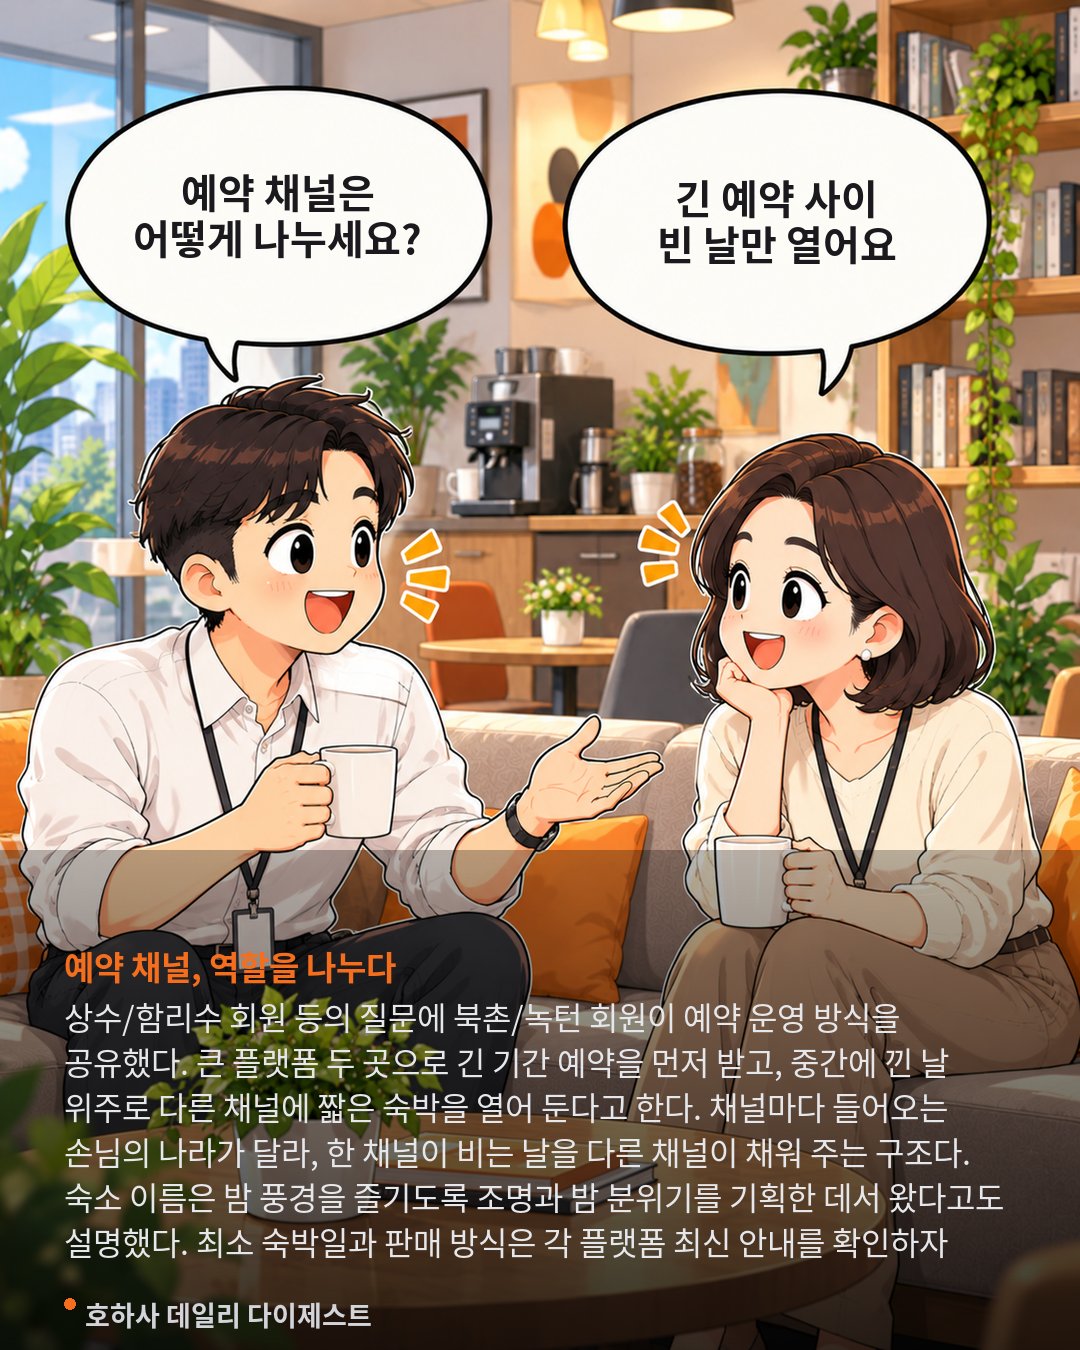 예약 채널은
어떻게 나누세요?
긴 예약 사이
빈 날만 열어요
예약 채널, 역할을 나누다
상수/합리수 회원 등의 질문에 북촌/녹턴 회원이 예약 운영 방식을
공유했다. 큰 플랫폼 두 곳으로 긴 기간 예약을 먼저 받고, 중간에 낀 날
위주로 다른 채널에 짧은 숙박을 열어 둔다고 한다. 채널마다 들어오는
손님의 나라가 달라, 한 채널이 비는 날을 다른 채널이 채워 주는 구조다.
숙소 이름은 밤 풍경을 즐기도록 조명과 밤 분위기를 기획한 데서 왔다고도
설명했다. 최소 숙박일과 판매 방식은 각 플랫폼 최신 안내를 확인하자
호하사 데일리 다이제스트